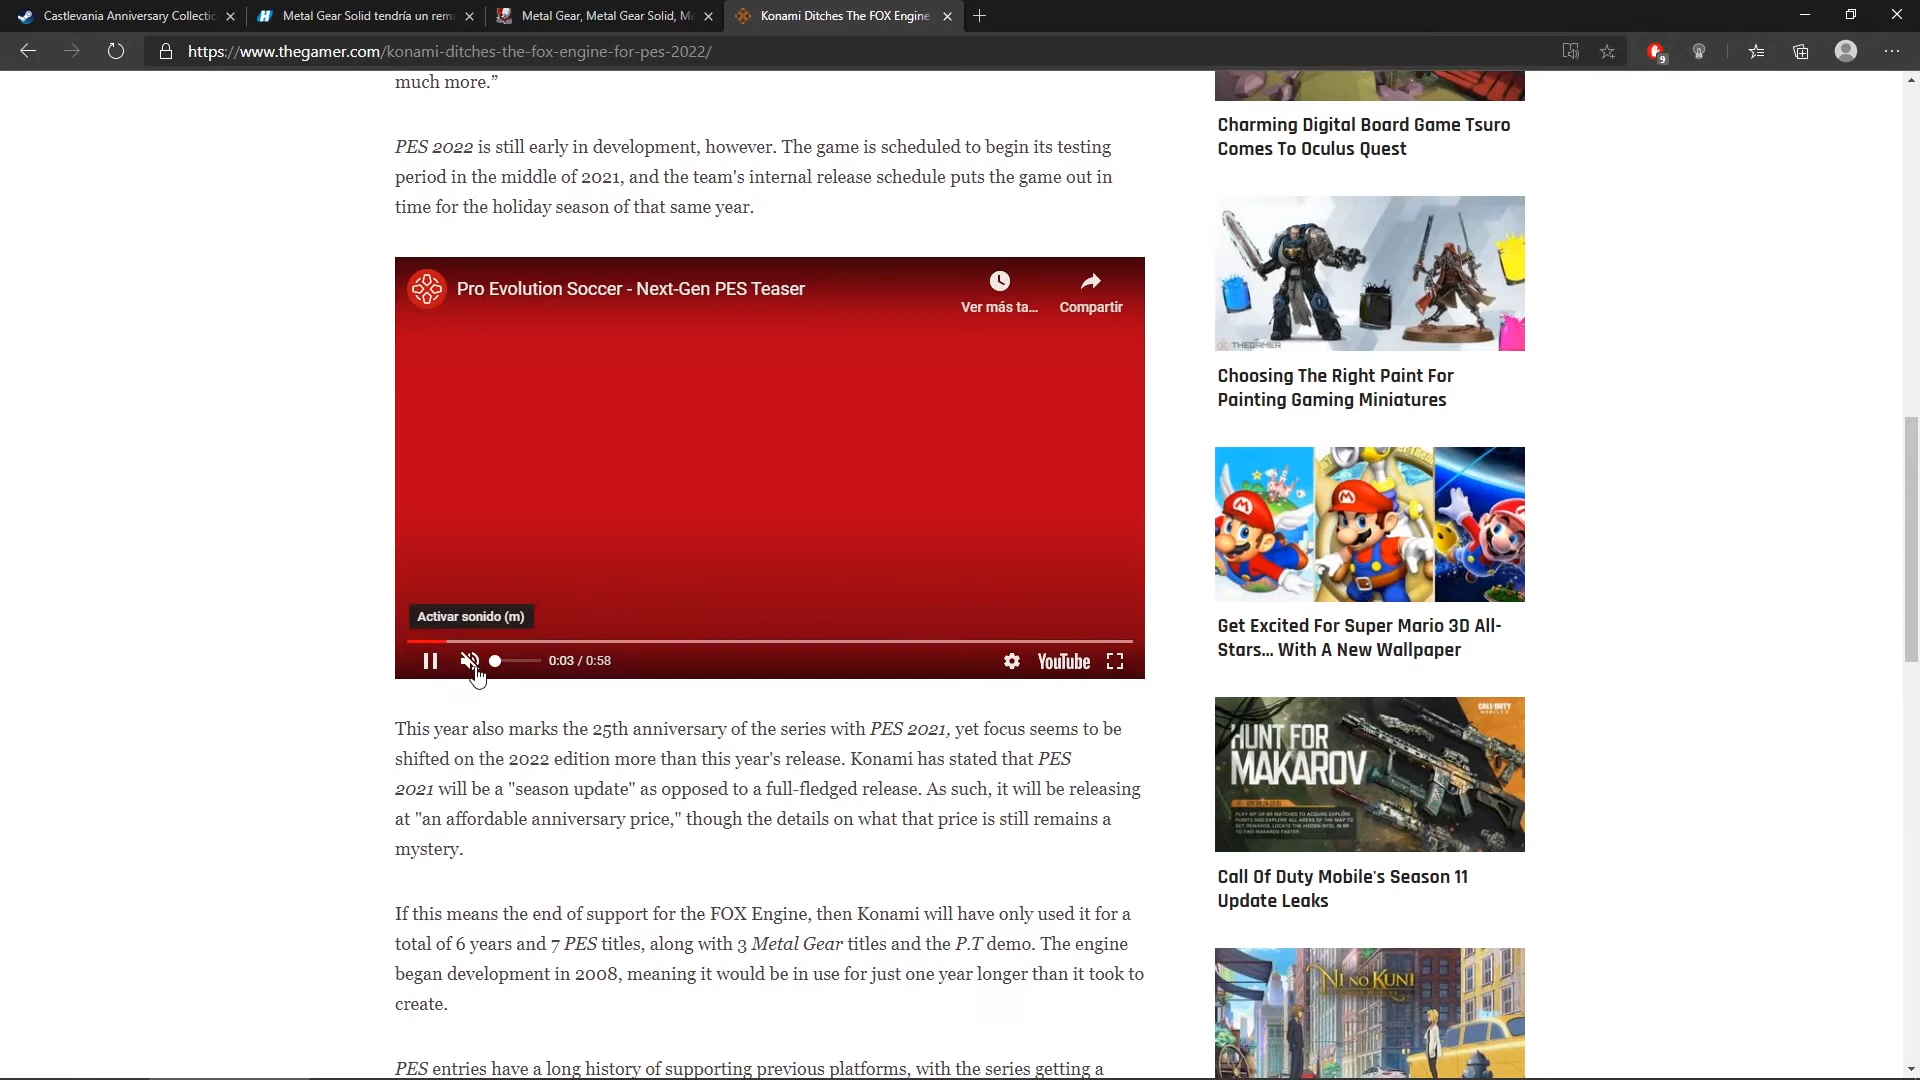 Castlevania Anniversary Collectio
Metal Gear Solid tendría un rem
Metal Gear, Metal Gear Solid, M
Konami Ditches The FOX Engine
https://www.thegamer.com/konami-ditches-the-fox-engine-for-pes-2022/
9
much more.”
PES 2022 is still early in development, however. The game is scheduled to begin its testing
period in the middle of 2021, and the team's internal release schedule puts the game out in
time for the holiday season of that same year.
Pro Evolution Soccer - Next-Gen PES Teaser
Ver más ta...
Compartir
Activar sonido (m)
0:03 / 0:58
YouTube
This year also marks the 25th anniversary of the series with PES 2021, yet focus seems to be
shifted on the 2022 edition more than this year's release. Konami has stated that PES
2021 will be a "season update" as opposed to a full-fledged release. As such, it will be releasing
at "an affordable anniversary price," though the details on what that price is still remains a
mystery.
If this means the end of support for the FOX Engine, then Konami will have only used it for a
total of 6 years and 7 PES titles, along with 3 Metal Gear titles and the P.T demo. The engine
began development in 2008, meaning it would be in use for just one year longer than it took to
create.
PES entries have a long history of supporting previous platforms, with the series getting a
Charming Digital Board Game Tsuro
Comes To Oculus Quest
THEGAMER
Choosing The Right Paint For
Painting Gaming Miniatures
Get Excited For Super Mario 3D All-
Stars... With A New Wallpaper
CALL·DUTY
MOBILE
HUNT FOR
MAKAROV
Call Of Duty Mobile's Season 11
Update Leaks
NI NO KUNI